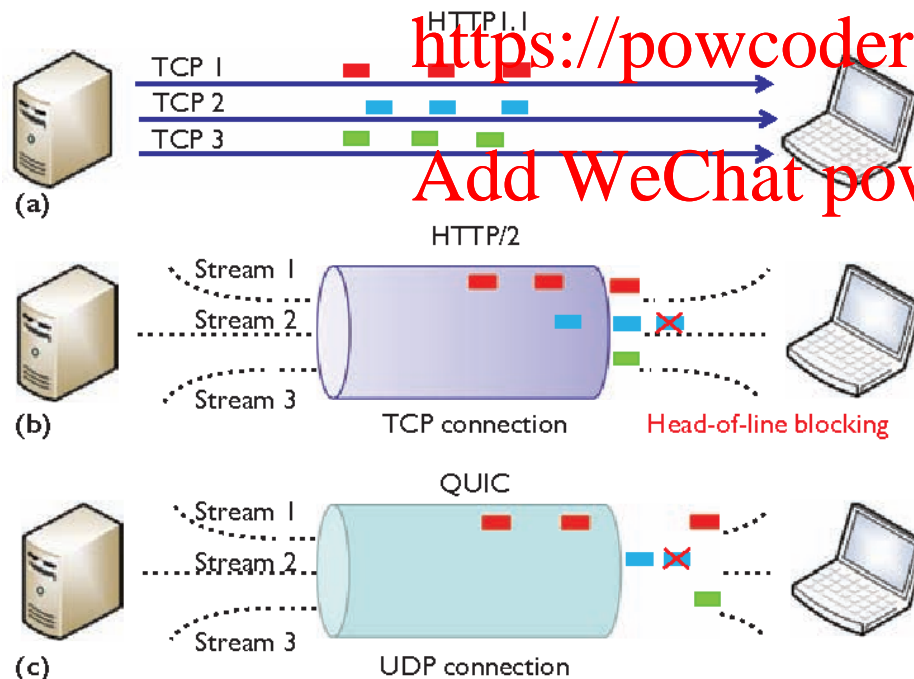 HTTP1.1
https://powcoder
TCP 1
TCP 2
TCP 3
Add WeChat pow
(a)
HTTP/2
Stream 1
Stream 2
Stream 3
(b)
TCP connection
Head-of-line blocking
QUIC
Stream 1
Stream 2
Stream 3
(c)
UDP connection